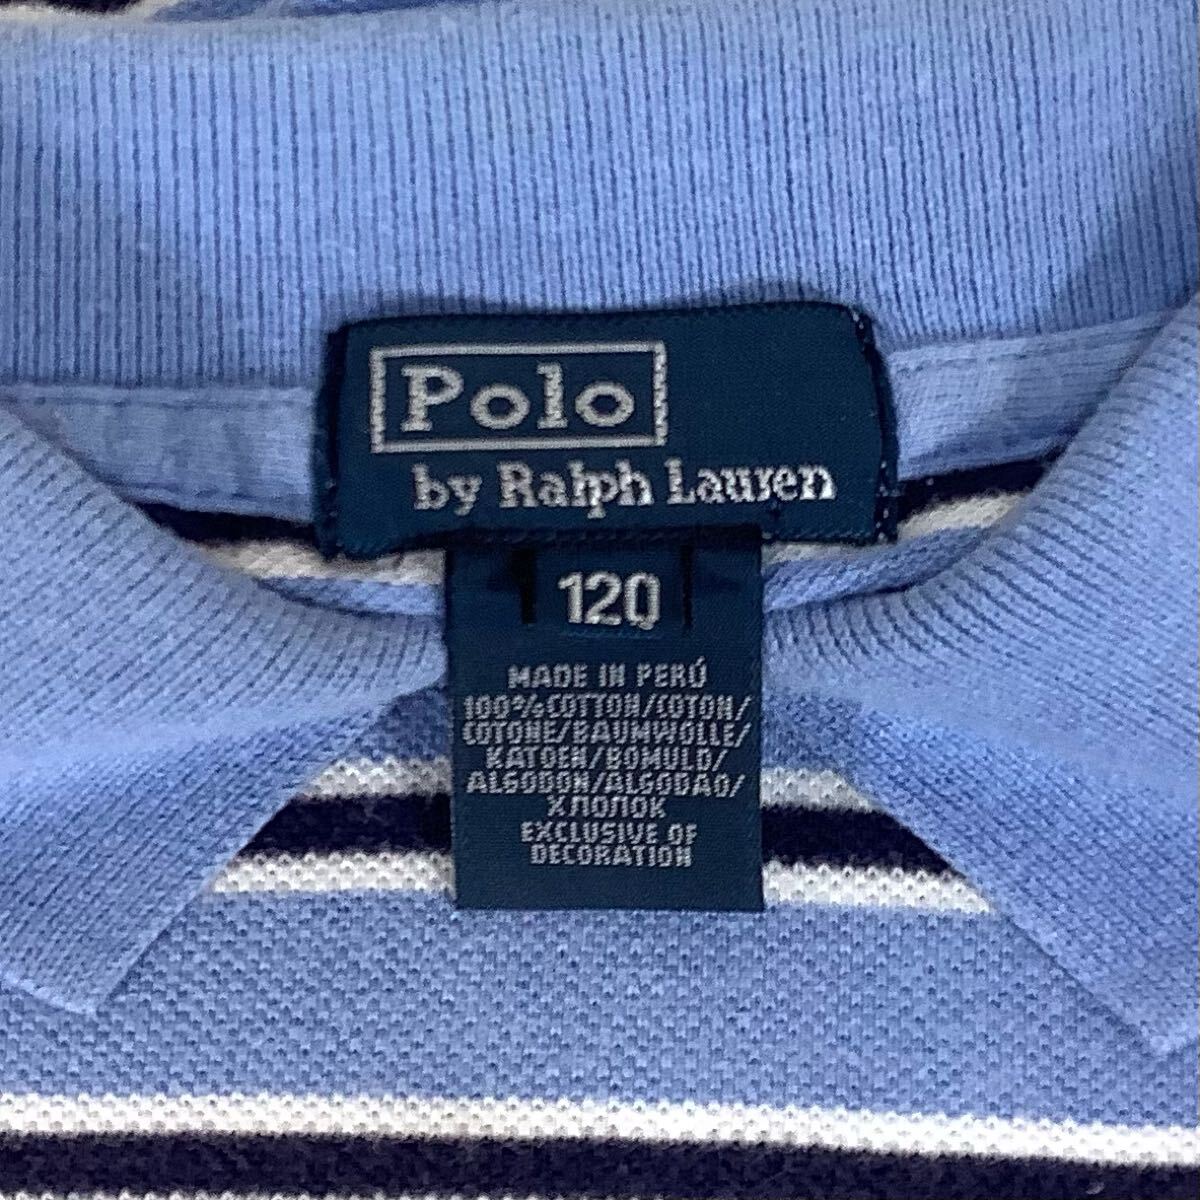 Polo
by Ralph Lauren
120
MADE IN PERÚ
100% COTTON/COTON/
COTONE/BAUMWOLLE/
KATOEN/BOMULD/
ALGODON/ALGODAO/
ХЛОПОК
EXCLUSIVE OF
DECORATION